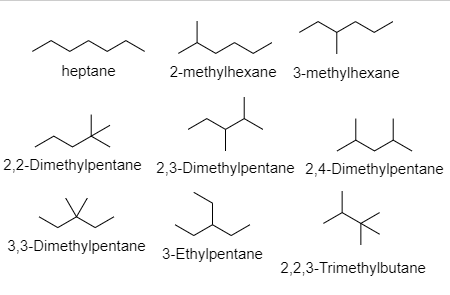 heptane
2-methylhexane
3-methylhexane
2,2-Dimethylpentane
2,3-Dimethylpentane
2,4-Dimethylpentane
3,3-Dimethylpentane
3-Ethylpentane
2,2,3-Trimethylbutane